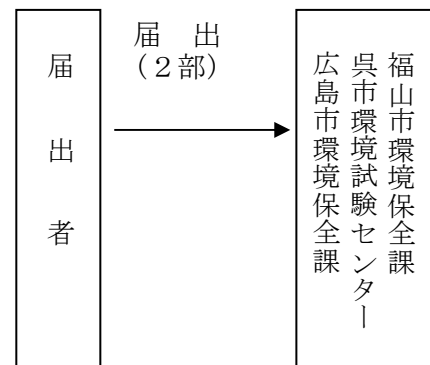 届出者
届 出
(2部)
福山市環境保全課
呉市環境試験センター
広島市環境保全課